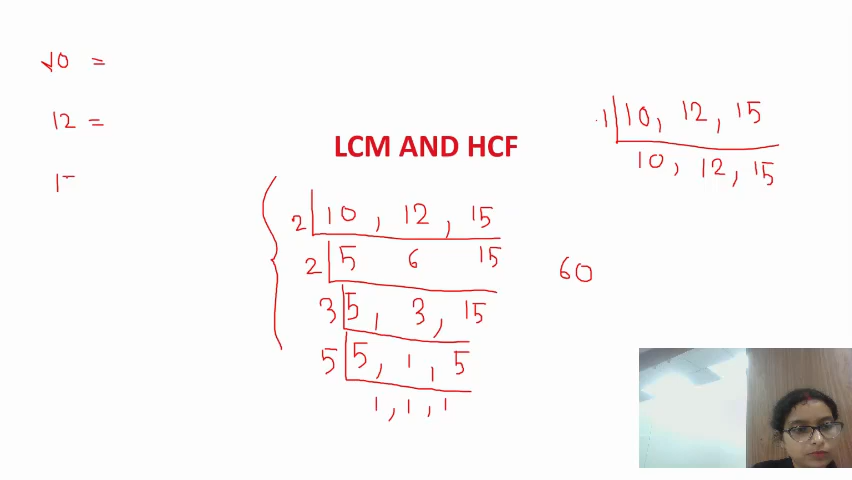 10 =
12 =
LCM AND HCF
2 10 , 12 , 15
2 5 6 15
3 5 , 3 , 15
5 5 , 1 , 5
1 , 1 , 1
60
1 10 , 12 , 15
10 , 12 , 15